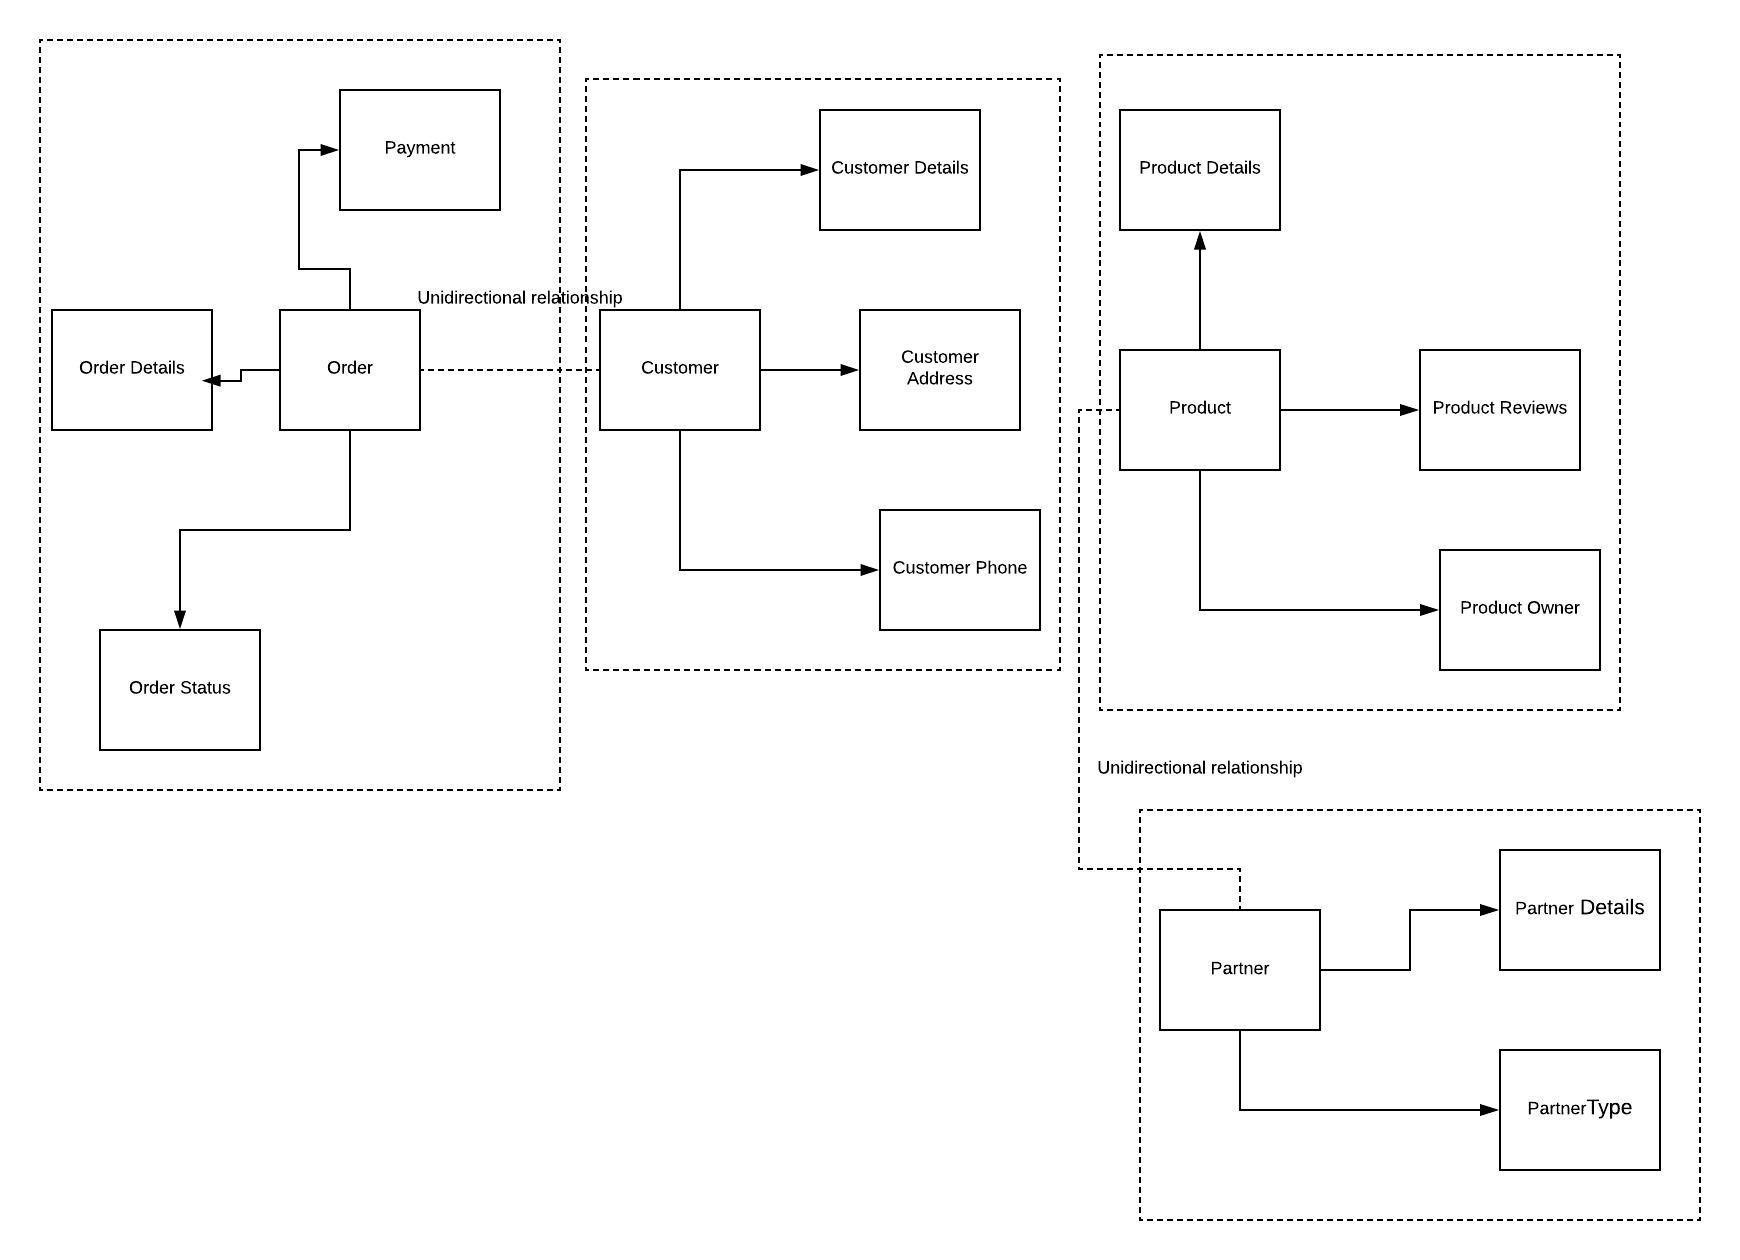 Payment
Order Details
Order
Order Status
Unidirectional relationship
Customer Details
Customer
Customer
Address
Customer Phone
Product Details
Product
Product Reviews
Product Owner
Unidirectional relationship
Partner
Partner Details
PartnerType